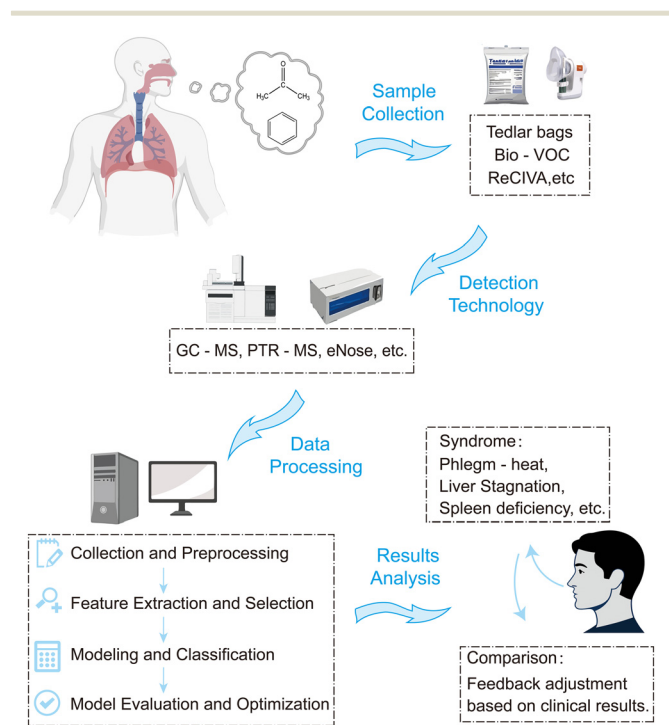 O
H₃C
CH₃
Sample
Collection
Tedlar bags
Bio - VOC
ReCIVA,etc
Detection
Technology
GC - MS, PTR - MS, eNose, etc.
Data
Processing
Syndrome:
Phlegm - heat,
Liver Stagnation,
Spleen deficiency, etc.
Collection and Preprocessing
Results
Analysis
Feature Extraction and Selection
Modeling and Classification
Model Evaluation and Optimization
Comparison:
Feedback adjustment
based on clinical results.